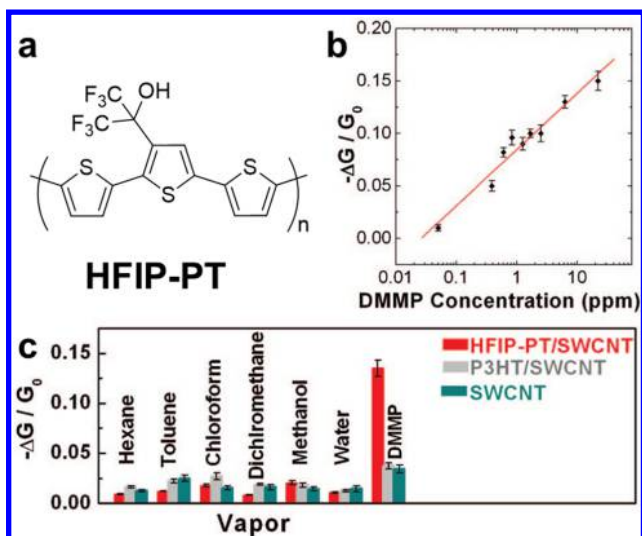 a
OH
F₃C
F₃C
S
S
S
n
HFIP-PT
b
-ΔG / G₀
0.20
0.15
0.10
0.05
0.00
0.01 0.1 1 10
DMMP Concentration (ppm)
c
-ΔG / G₀
0.15
0.10
0.05
0.00
HFIP-PT/SWCNT
P3HT/SWCNT
SWCNT
Hexane
Toluene
Chloroform
Dichlromethane
Methanol
Water
DMMP
Vapor